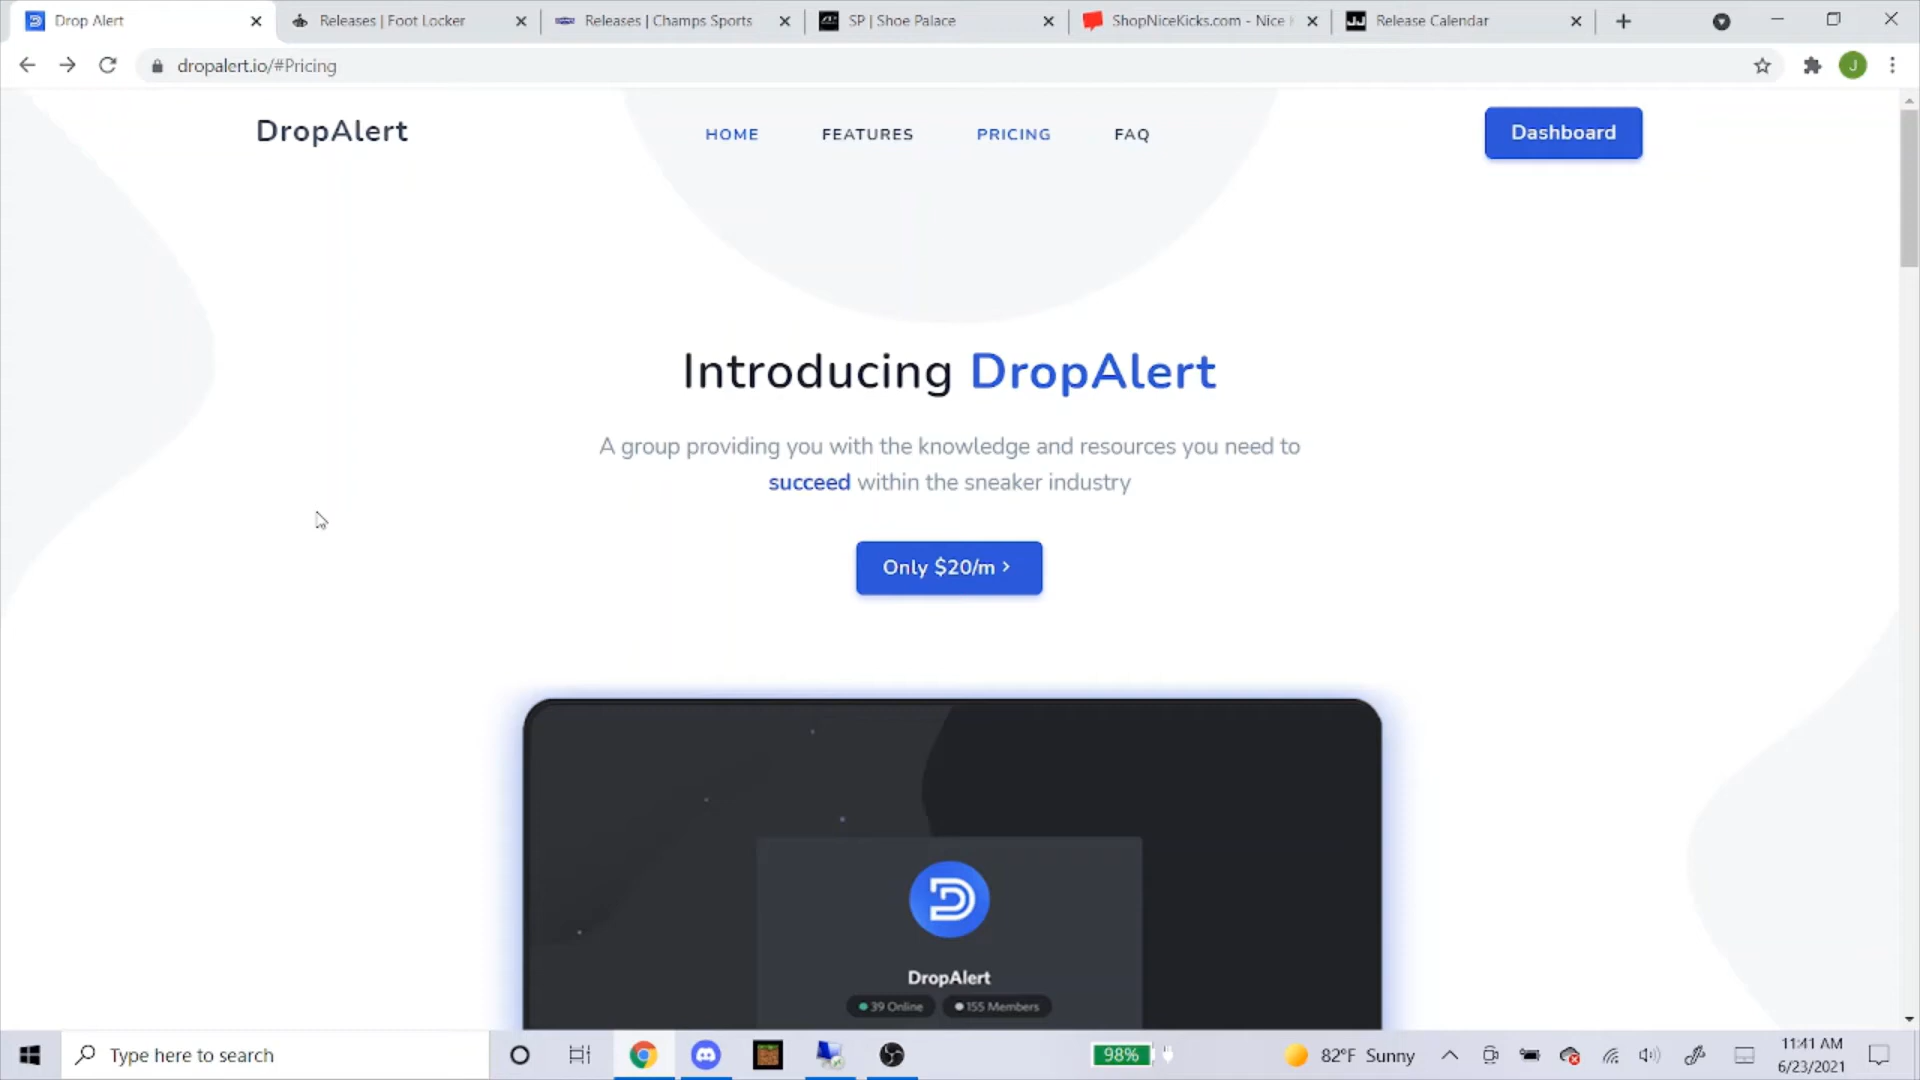 Drop Alert
Releases | Foot Locker
Releases | Champs Sports
SP | Shoe Palace
ShopNiceKicks.com - Nice
Release Calendar
dropalert.io/#Pricing
J
DropAlert
HOME
FEATURES
PRICING
FAQ
Dashboard
Introducing DropAlert
A group providing you with the knowledge and resources you need to
succeed within the sneaker industry
Only $20/m >
DropAlert
39 Online
155 Members
Type here to search
98%
82°F Sunny
11:41 AM
6/23/2021